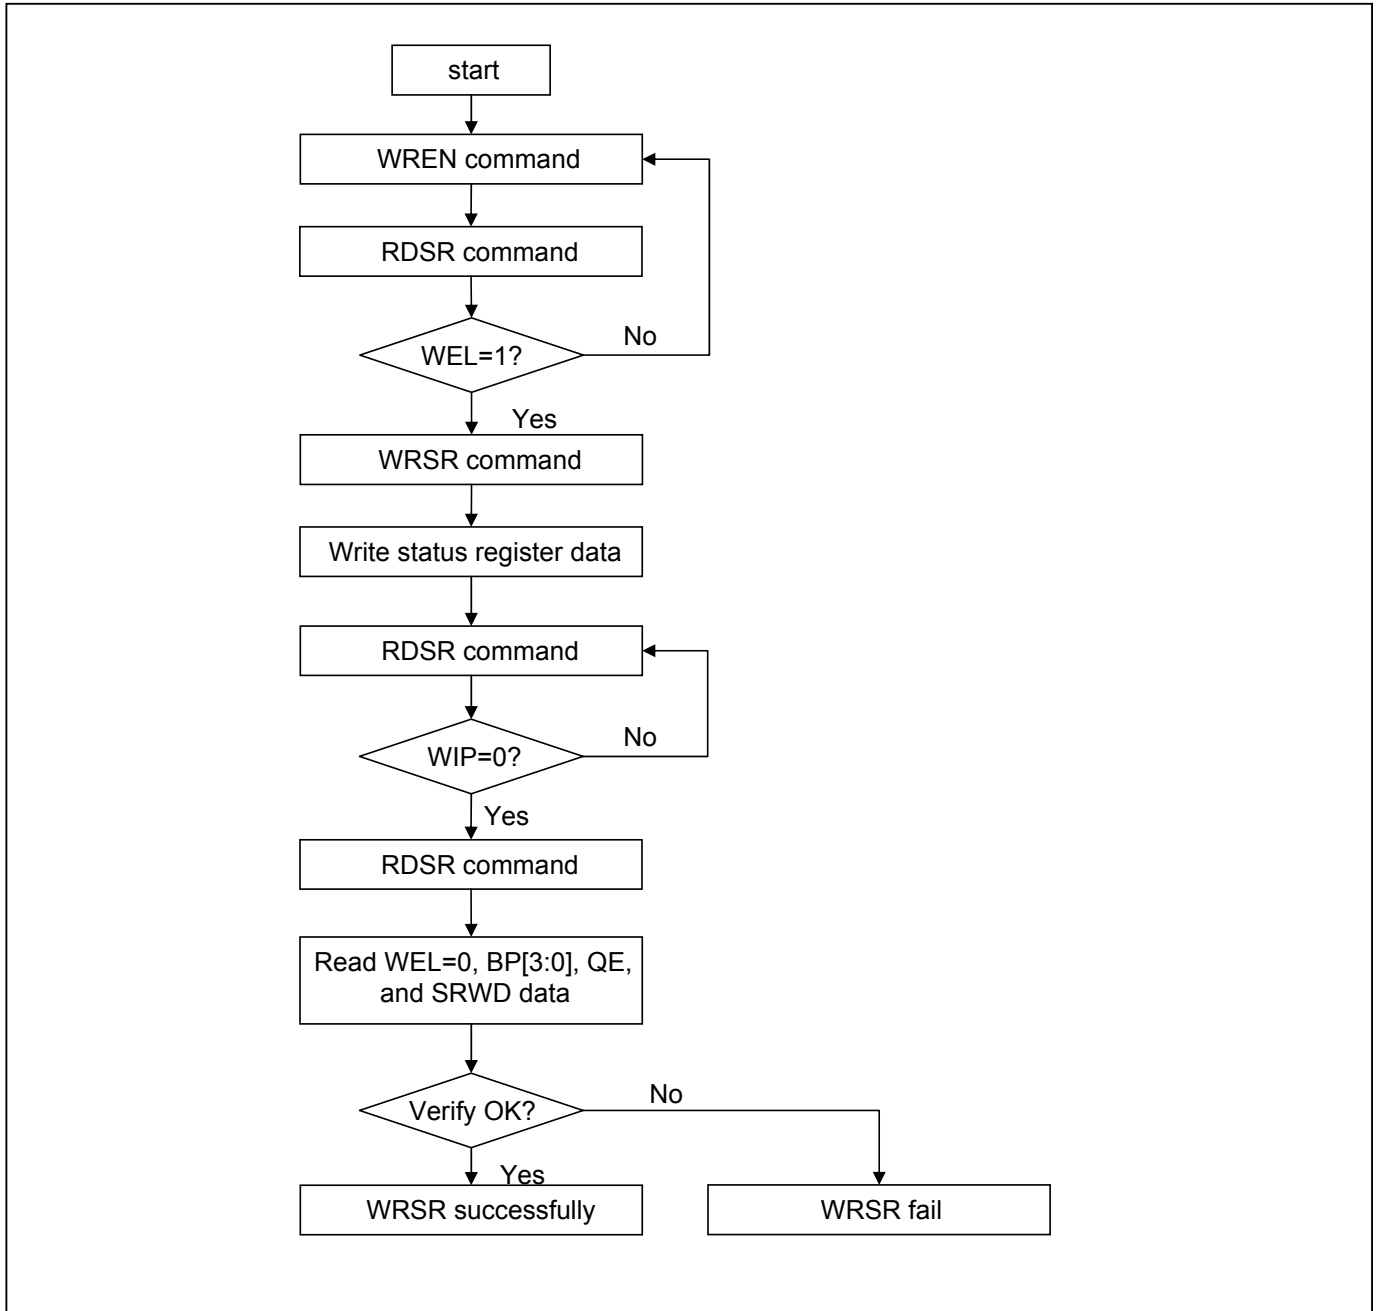 start
WREN command
RDSR command
WEL=1?
No
Yes
WRSR command
Write status register data
RDSR command
WIP=0?
No
Yes
RDSR command
Read WEL=0, BP[3:0], QE,
and SRWD data
Verify OK?
No
Yes
WRSR successfully
WRSR fail